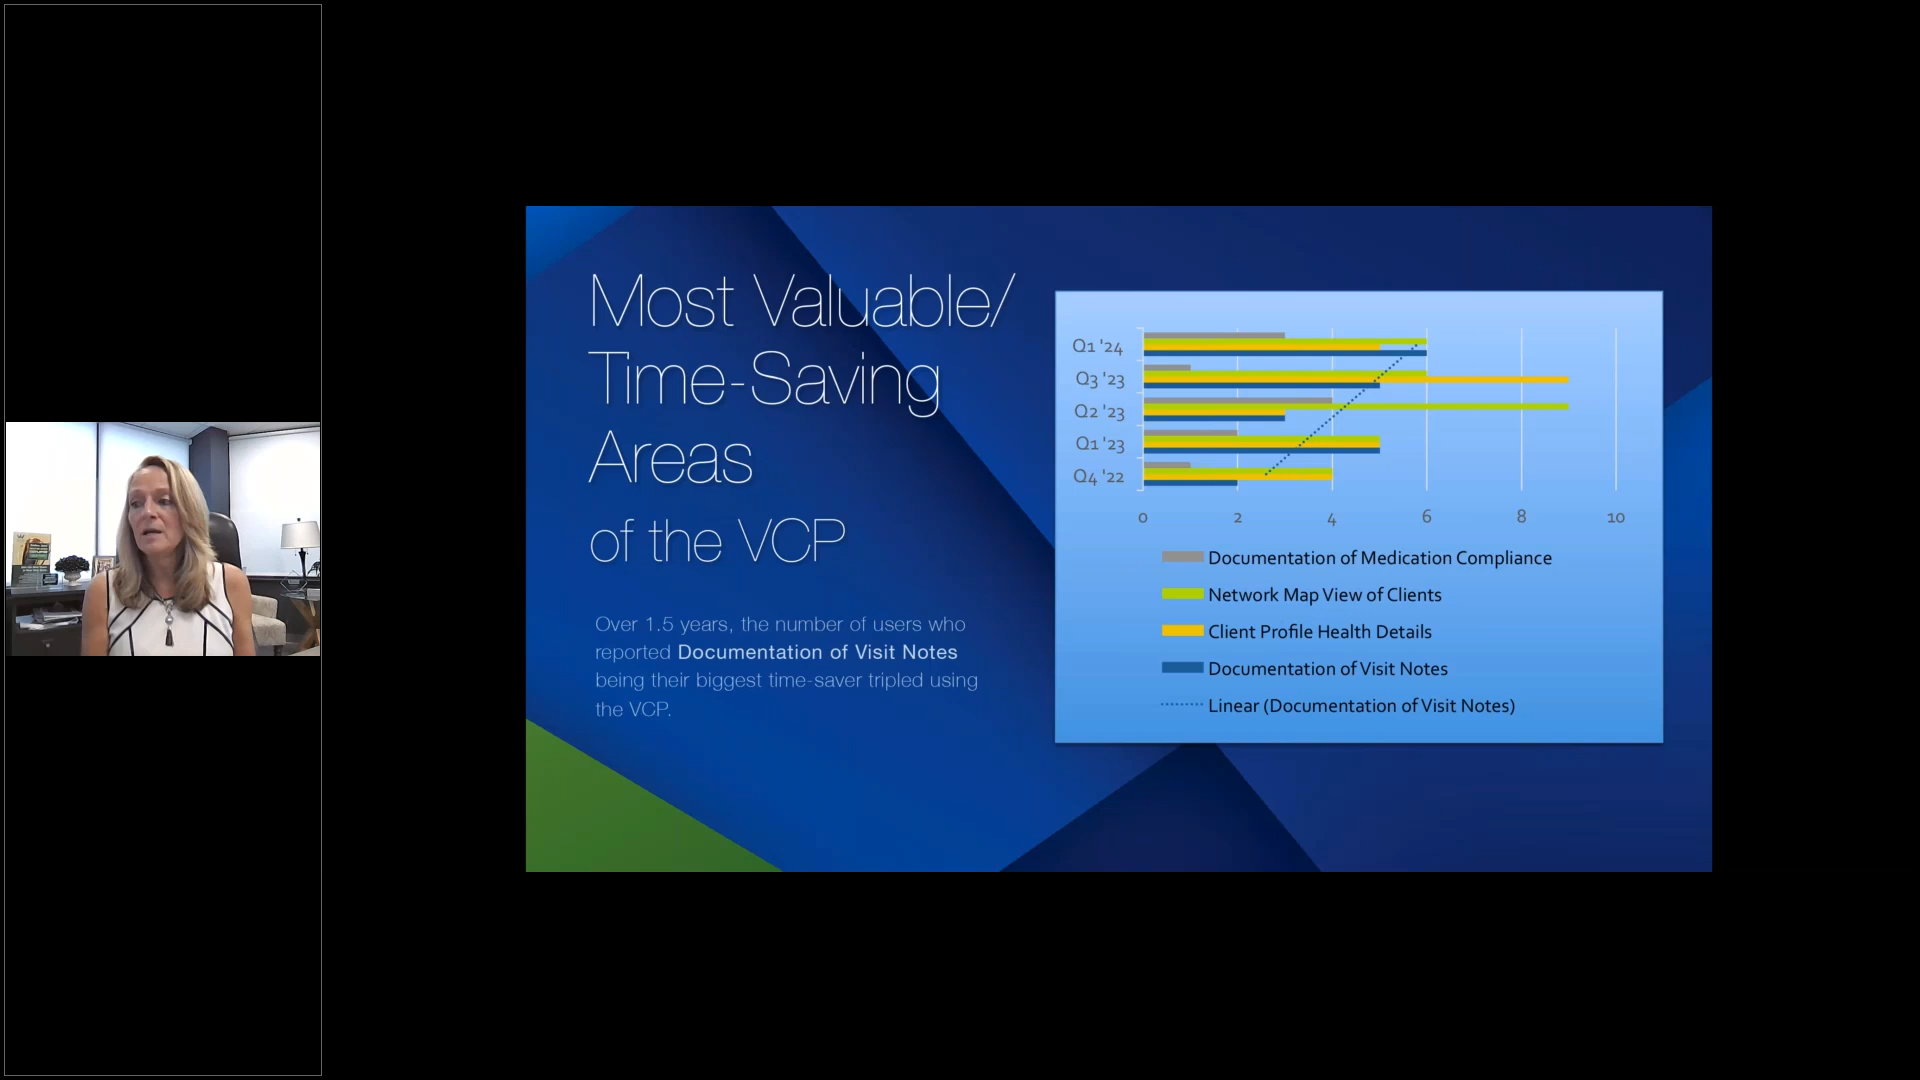 Most Valuable/
Time-Saving
Areas
of the VCP
Over 1.5 years, the number of users who
reported Documentation of Visit Notes
being their biggest time-saver tripled using
the VCP.
Q1 '24
Q3 '23
Q2 '23
Q1 '23
Q4 '22
0 2 4 6 8 10
Documentation of Medication Compliance
Network Map View of Clients
Client Profile Health Details
Documentation of Visit Notes
Linear (Documentation of Visit Notes)